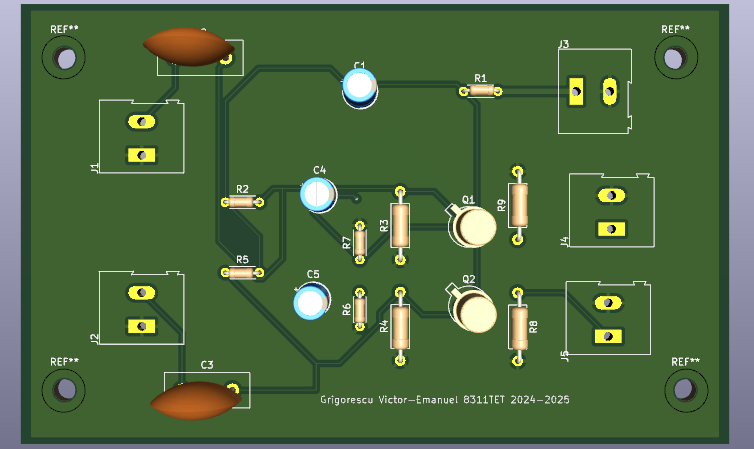 REF**
REF**
J3
C1
R1
J1
C4
R2
Q1
R9
R3
R7
J4
R5
C5
Q2
R6
R4
R8
J2
J5
REF**
C3
REF**
Grigorescu Victor-Emanuel 8311TET 2024-2025